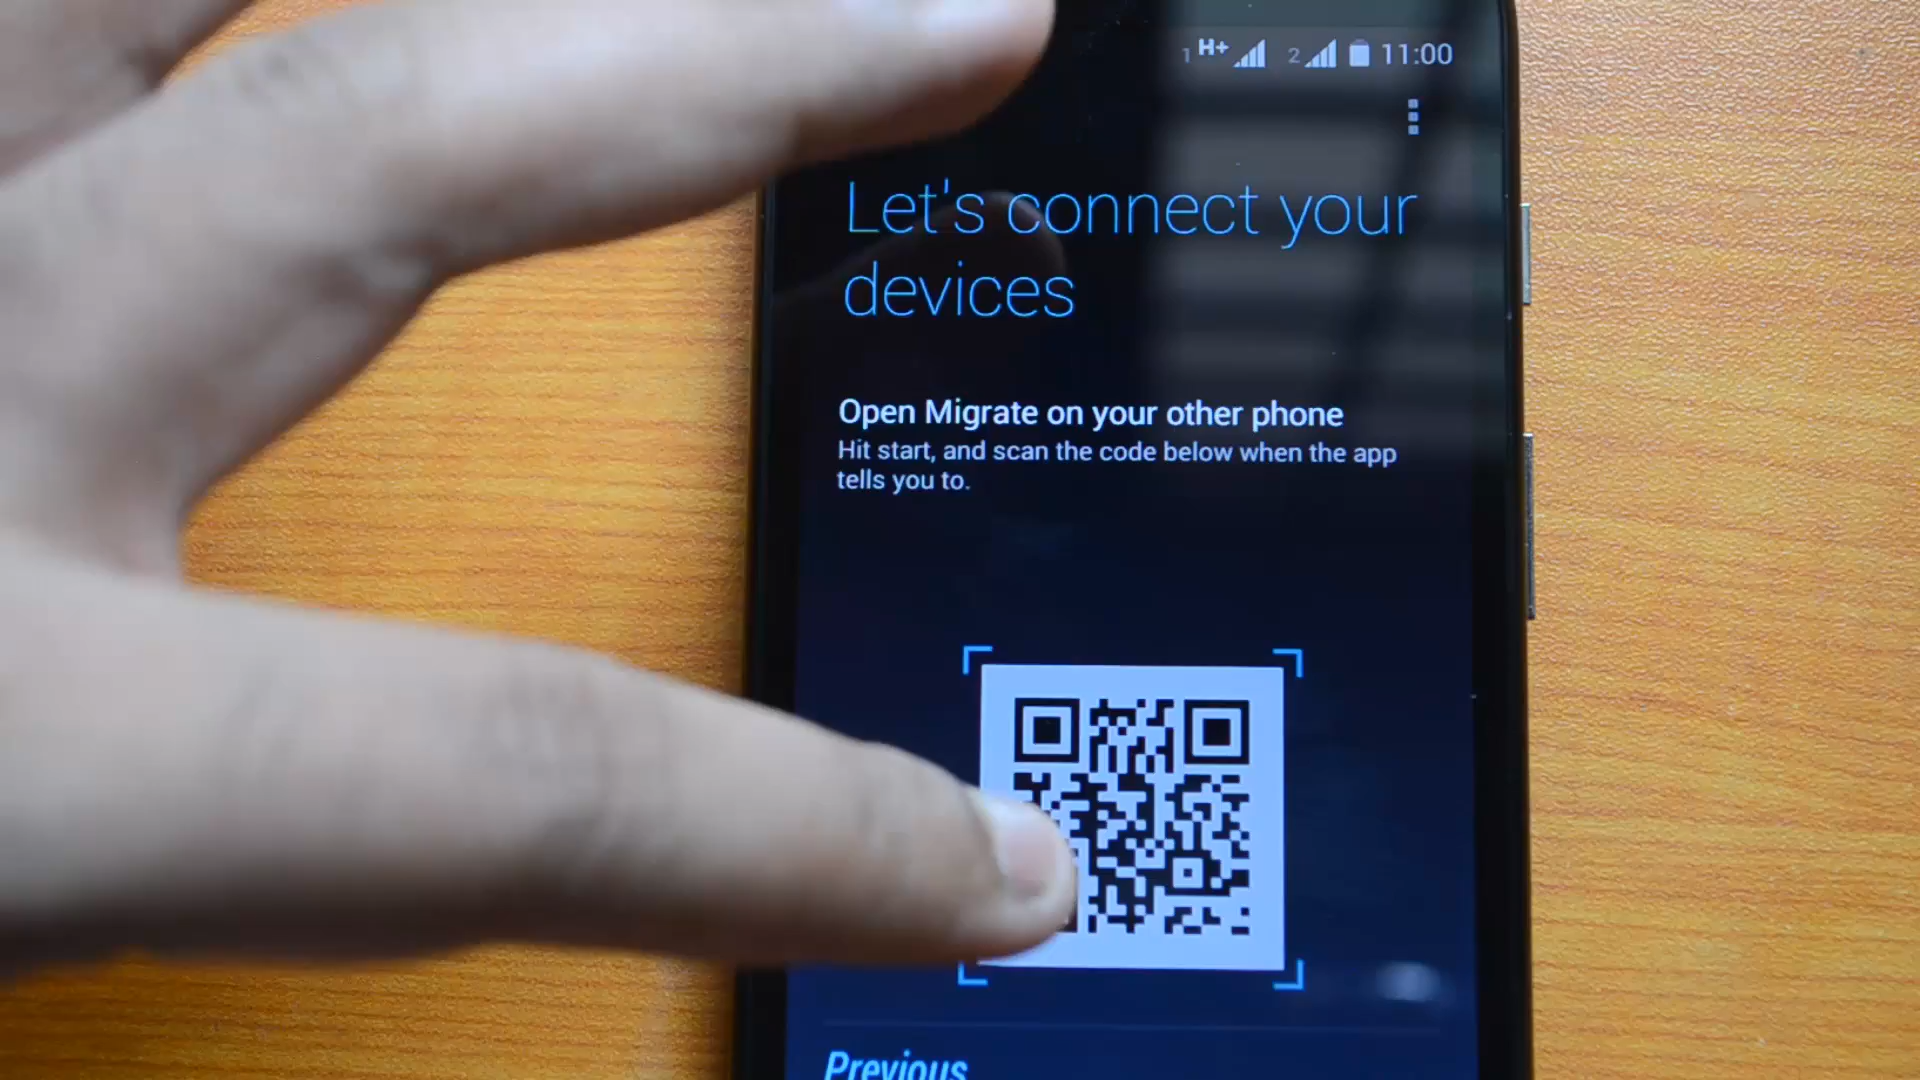 1 H+ 2 11:00
Let's connect your
devices
Open Migrate on your other phone
Hit start, and scan the code below when the app
tells you to.
Previous